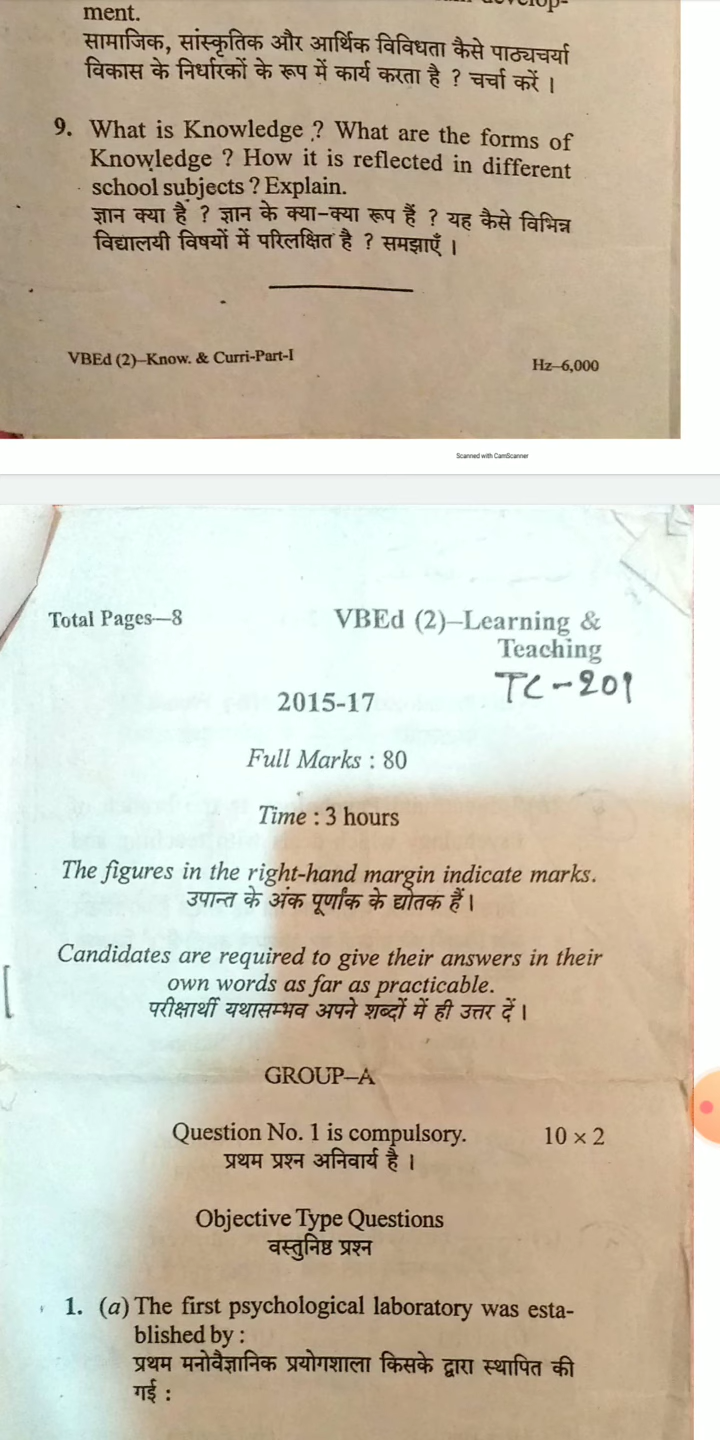 ment.
सामाजिक, सांस्कृतिक और आर्थिक विविधता कैसे पाठ्यचर्या
विकास के निर्धारकों के रूप में कार्य करता है ? चर्चा करें ।
9. What is Knowledge ? What are the forms of
Knowledge ? How it is reflected in different
school subjects ? Explain.
ज्ञान क्या है ? ज्ञान के क्या-क्या रूप हैं ? यह कैसे विभिन्न
विद्यालयी विषयों में परिलक्षित है ? समझाएँ ।
VBEd (2)–Know. & Curri-Part-I Hz–6,000
Scanned with CamScanner
Total Pages—8 VBEd (2)–Learning &
Teaching
TC-201
2015-17
Full Marks : 80
Time : 3 hours
The figures in the right-hand margin indicate marks.
उपान्त के अंक पूर्णांक के द्योतक हैं ।
Candidates are required to give their answers in their
own words as far as practicable.
परीक्षार्थी यथासम्भव अपने शब्दों में ही उत्तर दें ।
GROUP–A
Question No. 1 is compulsory. 10 × 2
प्रथम प्रश्न अनिवार्य है ।
Objective Type Questions
वस्तुनिष्ठ प्रश्न
1. (a) The first psychological laboratory was esta-
blished by :
प्रथम मनोवैज्ञानिक प्रयोगशाला किसके द्वारा स्थापित की
गई :